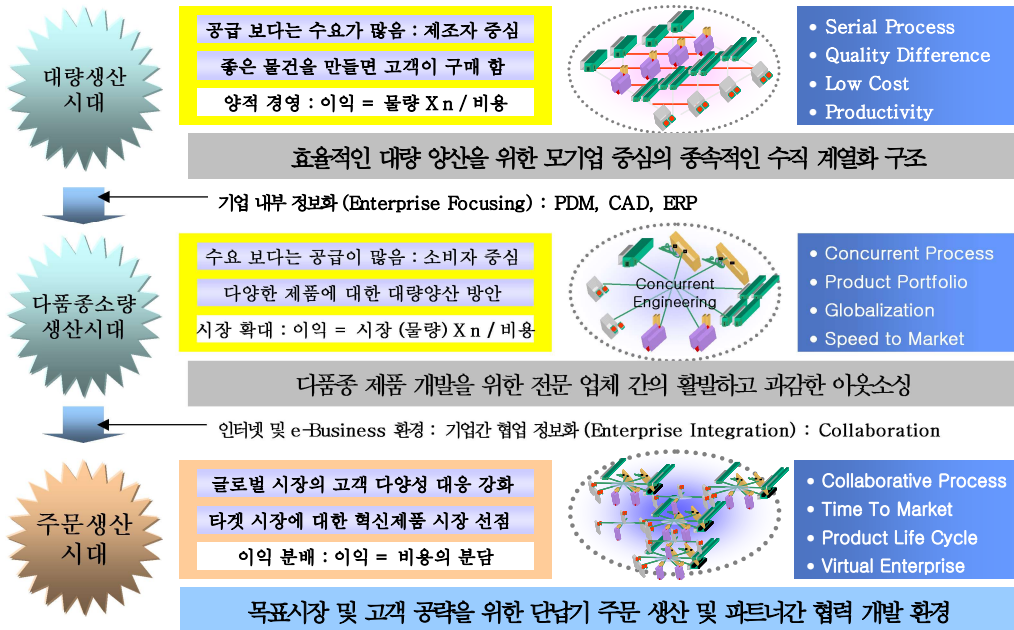 대량생산
시대
공급 보다는 수요가 많음 : 제조자 중심
좋은 물건을 만들면 고객이 구매 함
양적 경영 : 이익 = 물량 X n / 비용
• Serial Process
• Quality Difference
• Low Cost
• Productivity
효율적인 대량 양산을 위한 모기업 중심의 종속적인 수직 계열화 구조
기업 내부 정보화 (Enterprise Focusing) : PDM, CAD, ERP
다품종소량
생산시대
수요 보다는 공급이 많음 : 소비자 중심
다양한 제품에 대한 대량양산 방안
시장 확대 : 이익 = 시장 (물량) X n / 비용
Concurrent
Engineering
• Concurrent Process
• Product Portfolio
• Globalization
• Speed to Market
다품종 제품 개발을 위한 전문 업체 간의 활발하고 과감한 아웃소싱
인터넷 및 e-Business 환경 : 기업간 협업 정보화 (Enterprise Integration) : Collaboration
주문생산
시대
글로벌 시장의 고객 다양성 대응 강화
타겟 시장에 대한 혁신제품 시장 선점
이익 분배 : 이익 = 비용의 분담
• Collaborative Process
• Time To Market
• Product Life Cycle
• Virtual Enterprise
목표시장 및 고객 공략을 위한 단납기 주문 생산 및 파트너간 협력 개발 환경